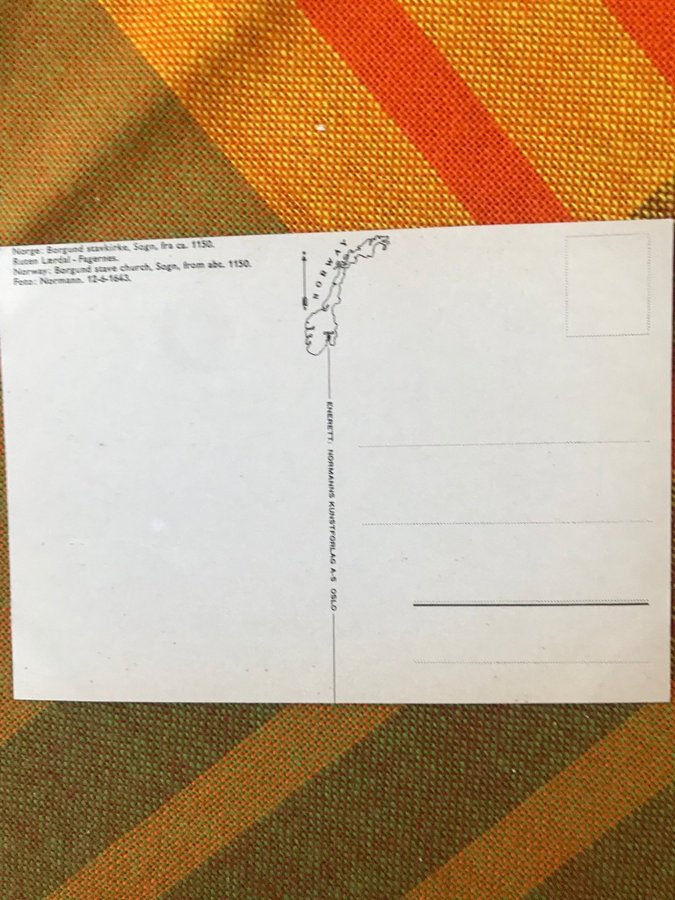 Norge: Borgund stavkirke, Sogn, fra ca. 1150.
Ruten Lærdal - Fagernes.
Norway: Borgund stave church, Sogn, from abt. 1150.
Foto: Normann. 12-6-1643.
NORWAY
ENERETT: NORMANNS KUNSTFORLAG A-S OSLO